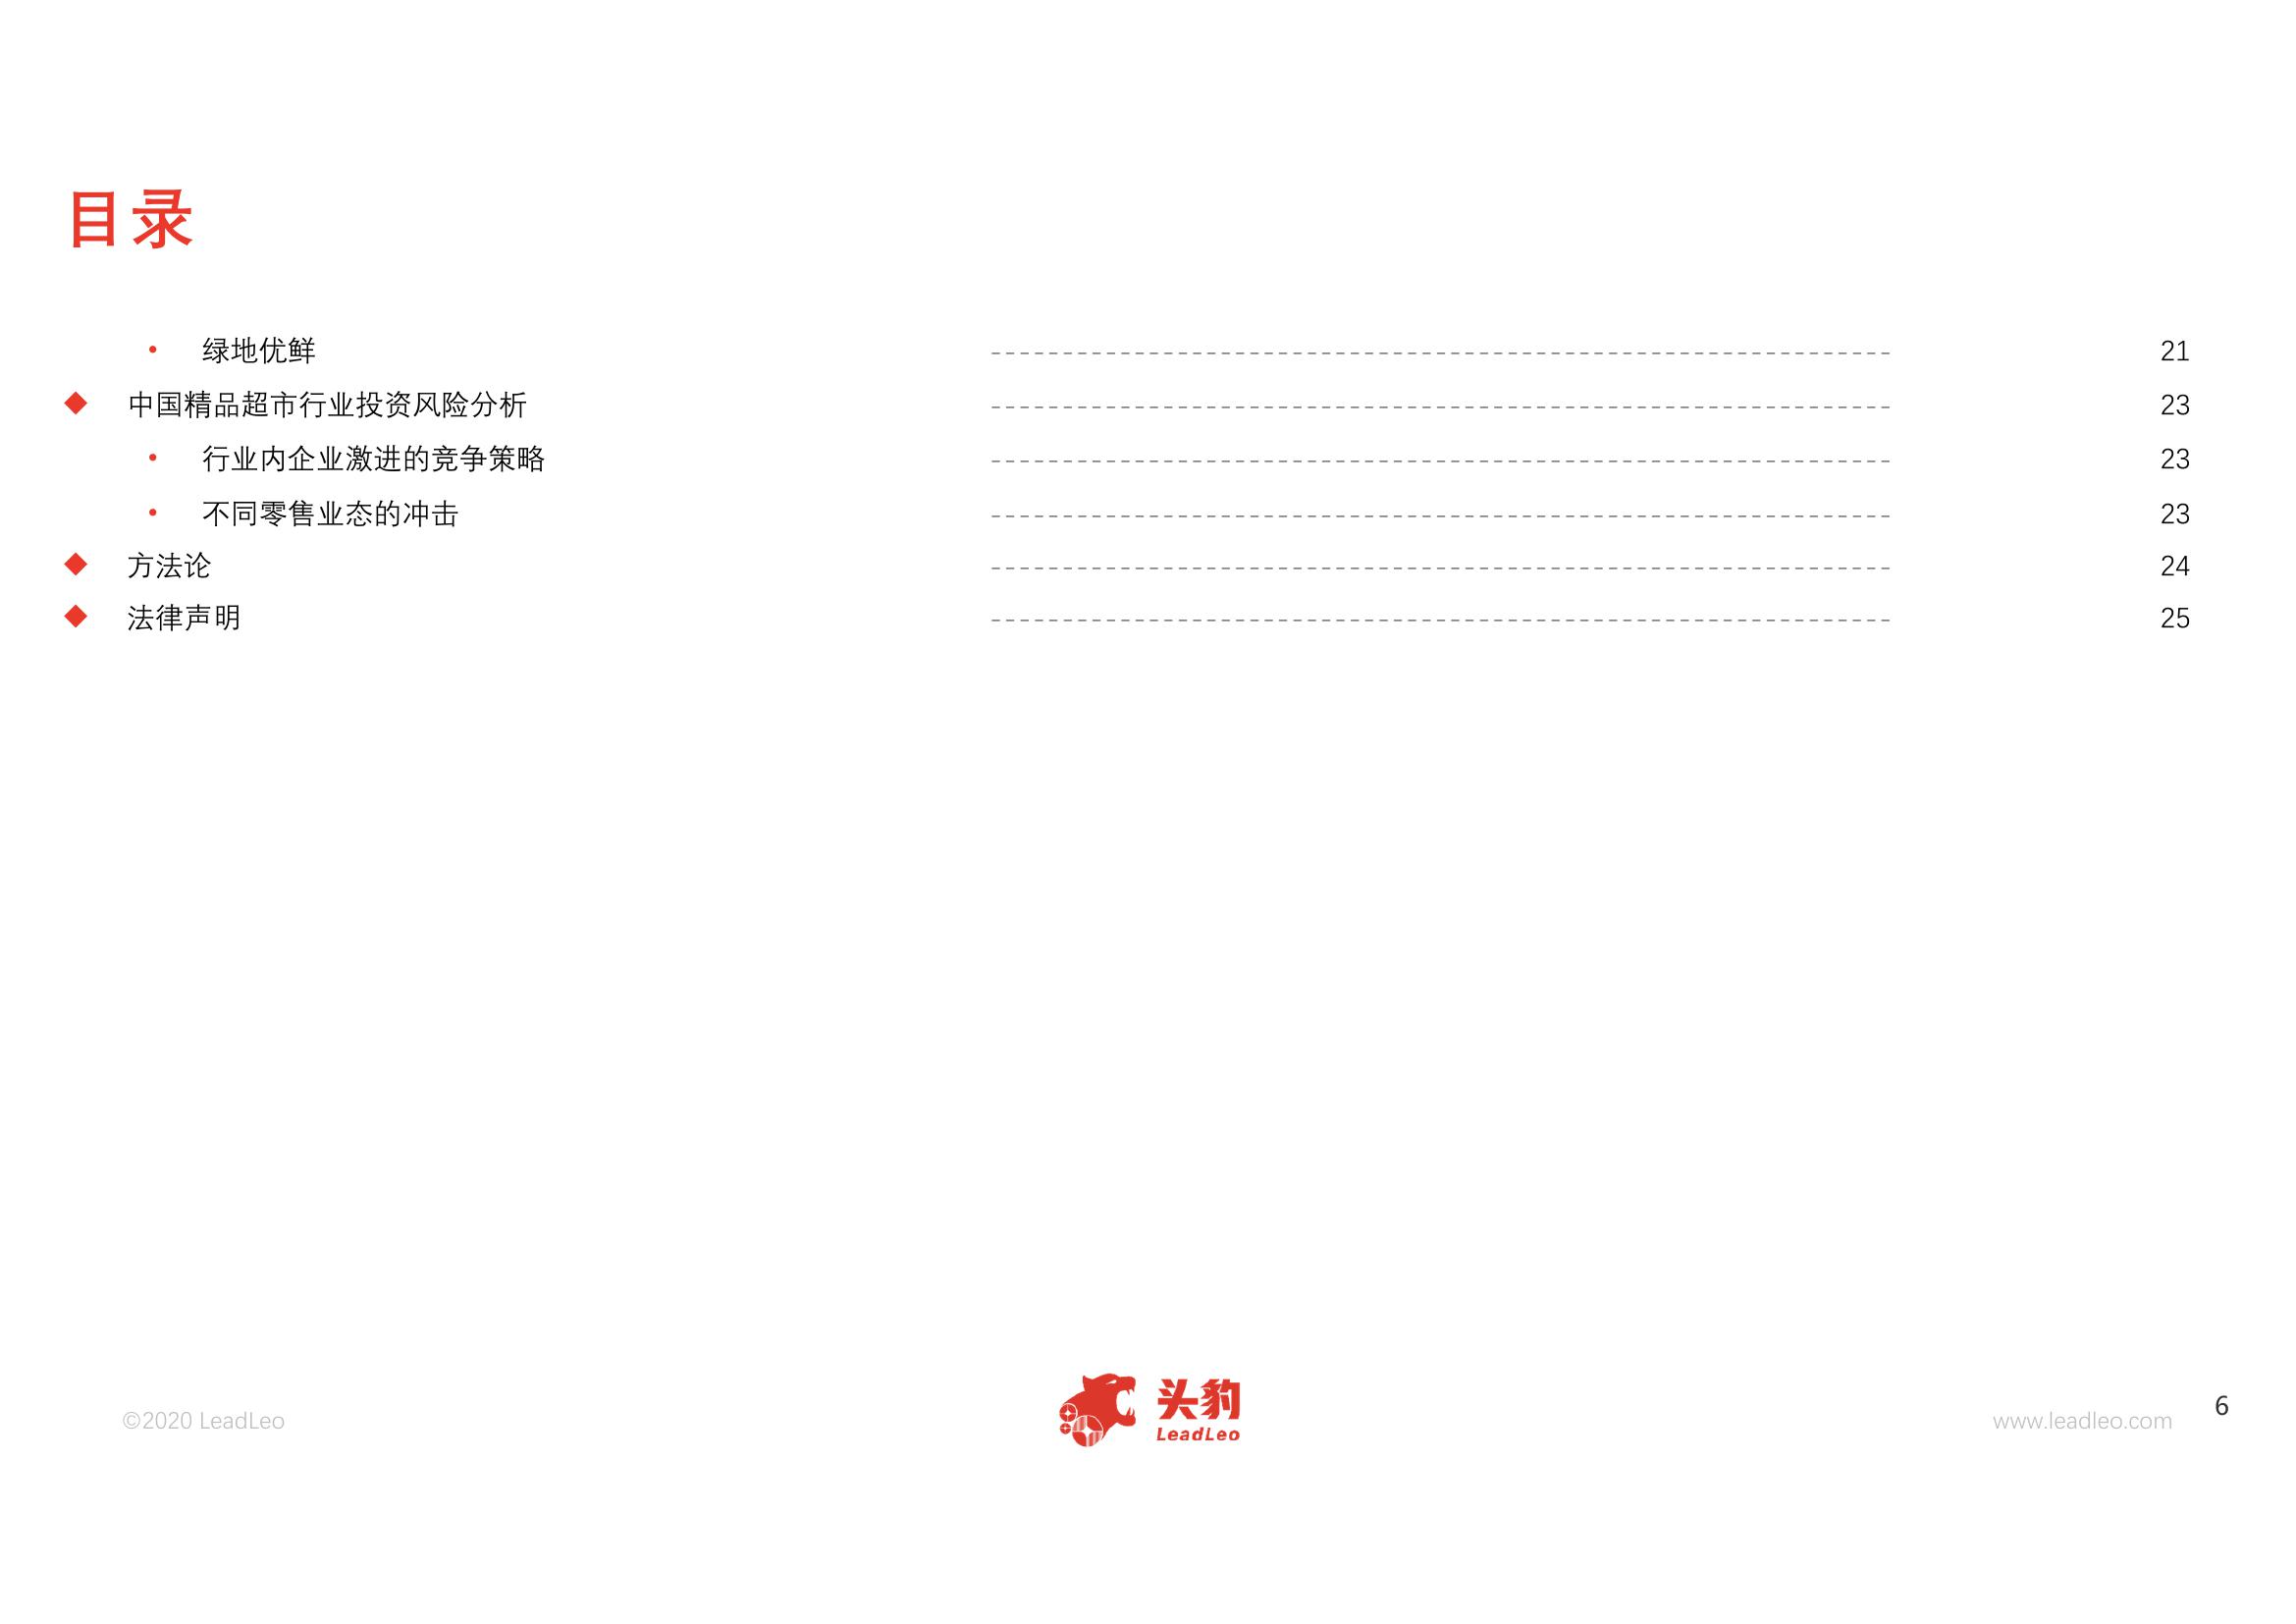 目录
• 绿地优鲜 21
◆ 中国精品超市行业投资风险分析 23
• 行业内企业激进的竞争策略 23
• 不同零售业态的冲击 23
◆ 方法论 24
◆ 法律声明 25
头豹
LeadLeo
©2020 LeadLeo
www.leadleo.com
6